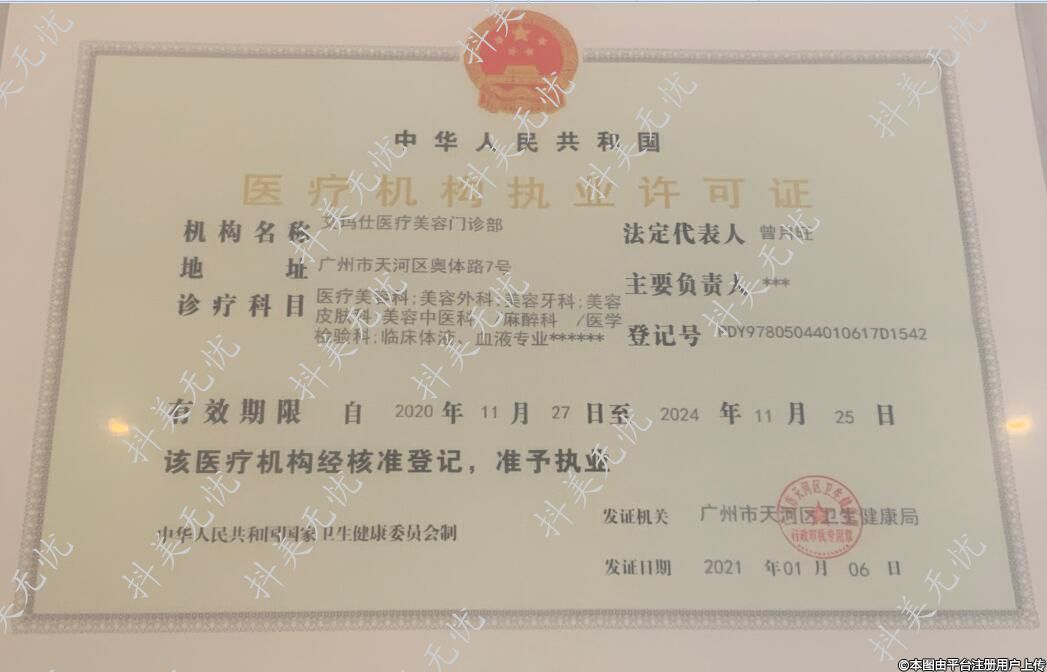 中华人民共和国
医疗机构执业许可证
机构名称 艾玛仕医疗美容门诊部
法定代表人 曾月旺
地址 广州市天河区奥体路7号
主要负责人 ***
诊疗科目 医疗美容科;美容外科;美容牙科;美容
皮肤科;美容中医科 /麻醉科 /医学
检验科;临床体液、血液专业******
登记号 PDY97805044010617D1542
有效期限 自 2020 年 11 月 27 日至 2024 年 11 月 25 日
该医疗机构经核准登记，准予执业
发证机关 广州市天河区卫生健康局
中华人民共和国国家卫生健康委员会制
发证日期 2021 年 01 月 06 日
抖美无忧
©本图由平台注册用户上传